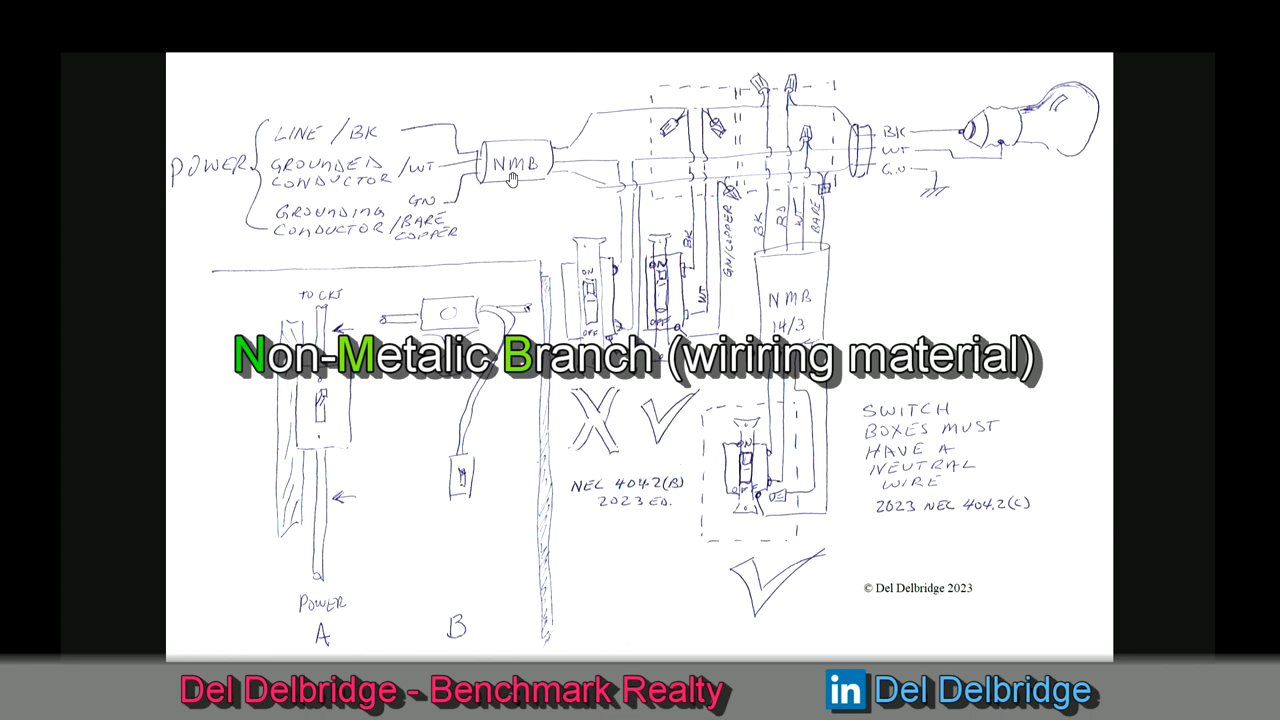 LINE / BK
POWER
GROUNDED
CONDUCTOR / WT
GN
GROUNDING
CONDUCTOR / BARE
COPPER
NMB
BK
WT
GN
BK
RD
WT
BARE
BK
WT
GN/COPPER
ON
OFF
ON
OFF
NMB
14/3
TO CKT
Non-Metalic Branch (wiriring material)
POWER
A
B
NEC 404.2(B)
2023 ED.
ON
OFF
SWITCH
BOXES MUST
HAVE A
NEUTRAL
WIRE
2023 NEC 404.2(C)
© Del Delbridge 2023
Del Delbridge - Benchmark Realty
in Del Delbridge